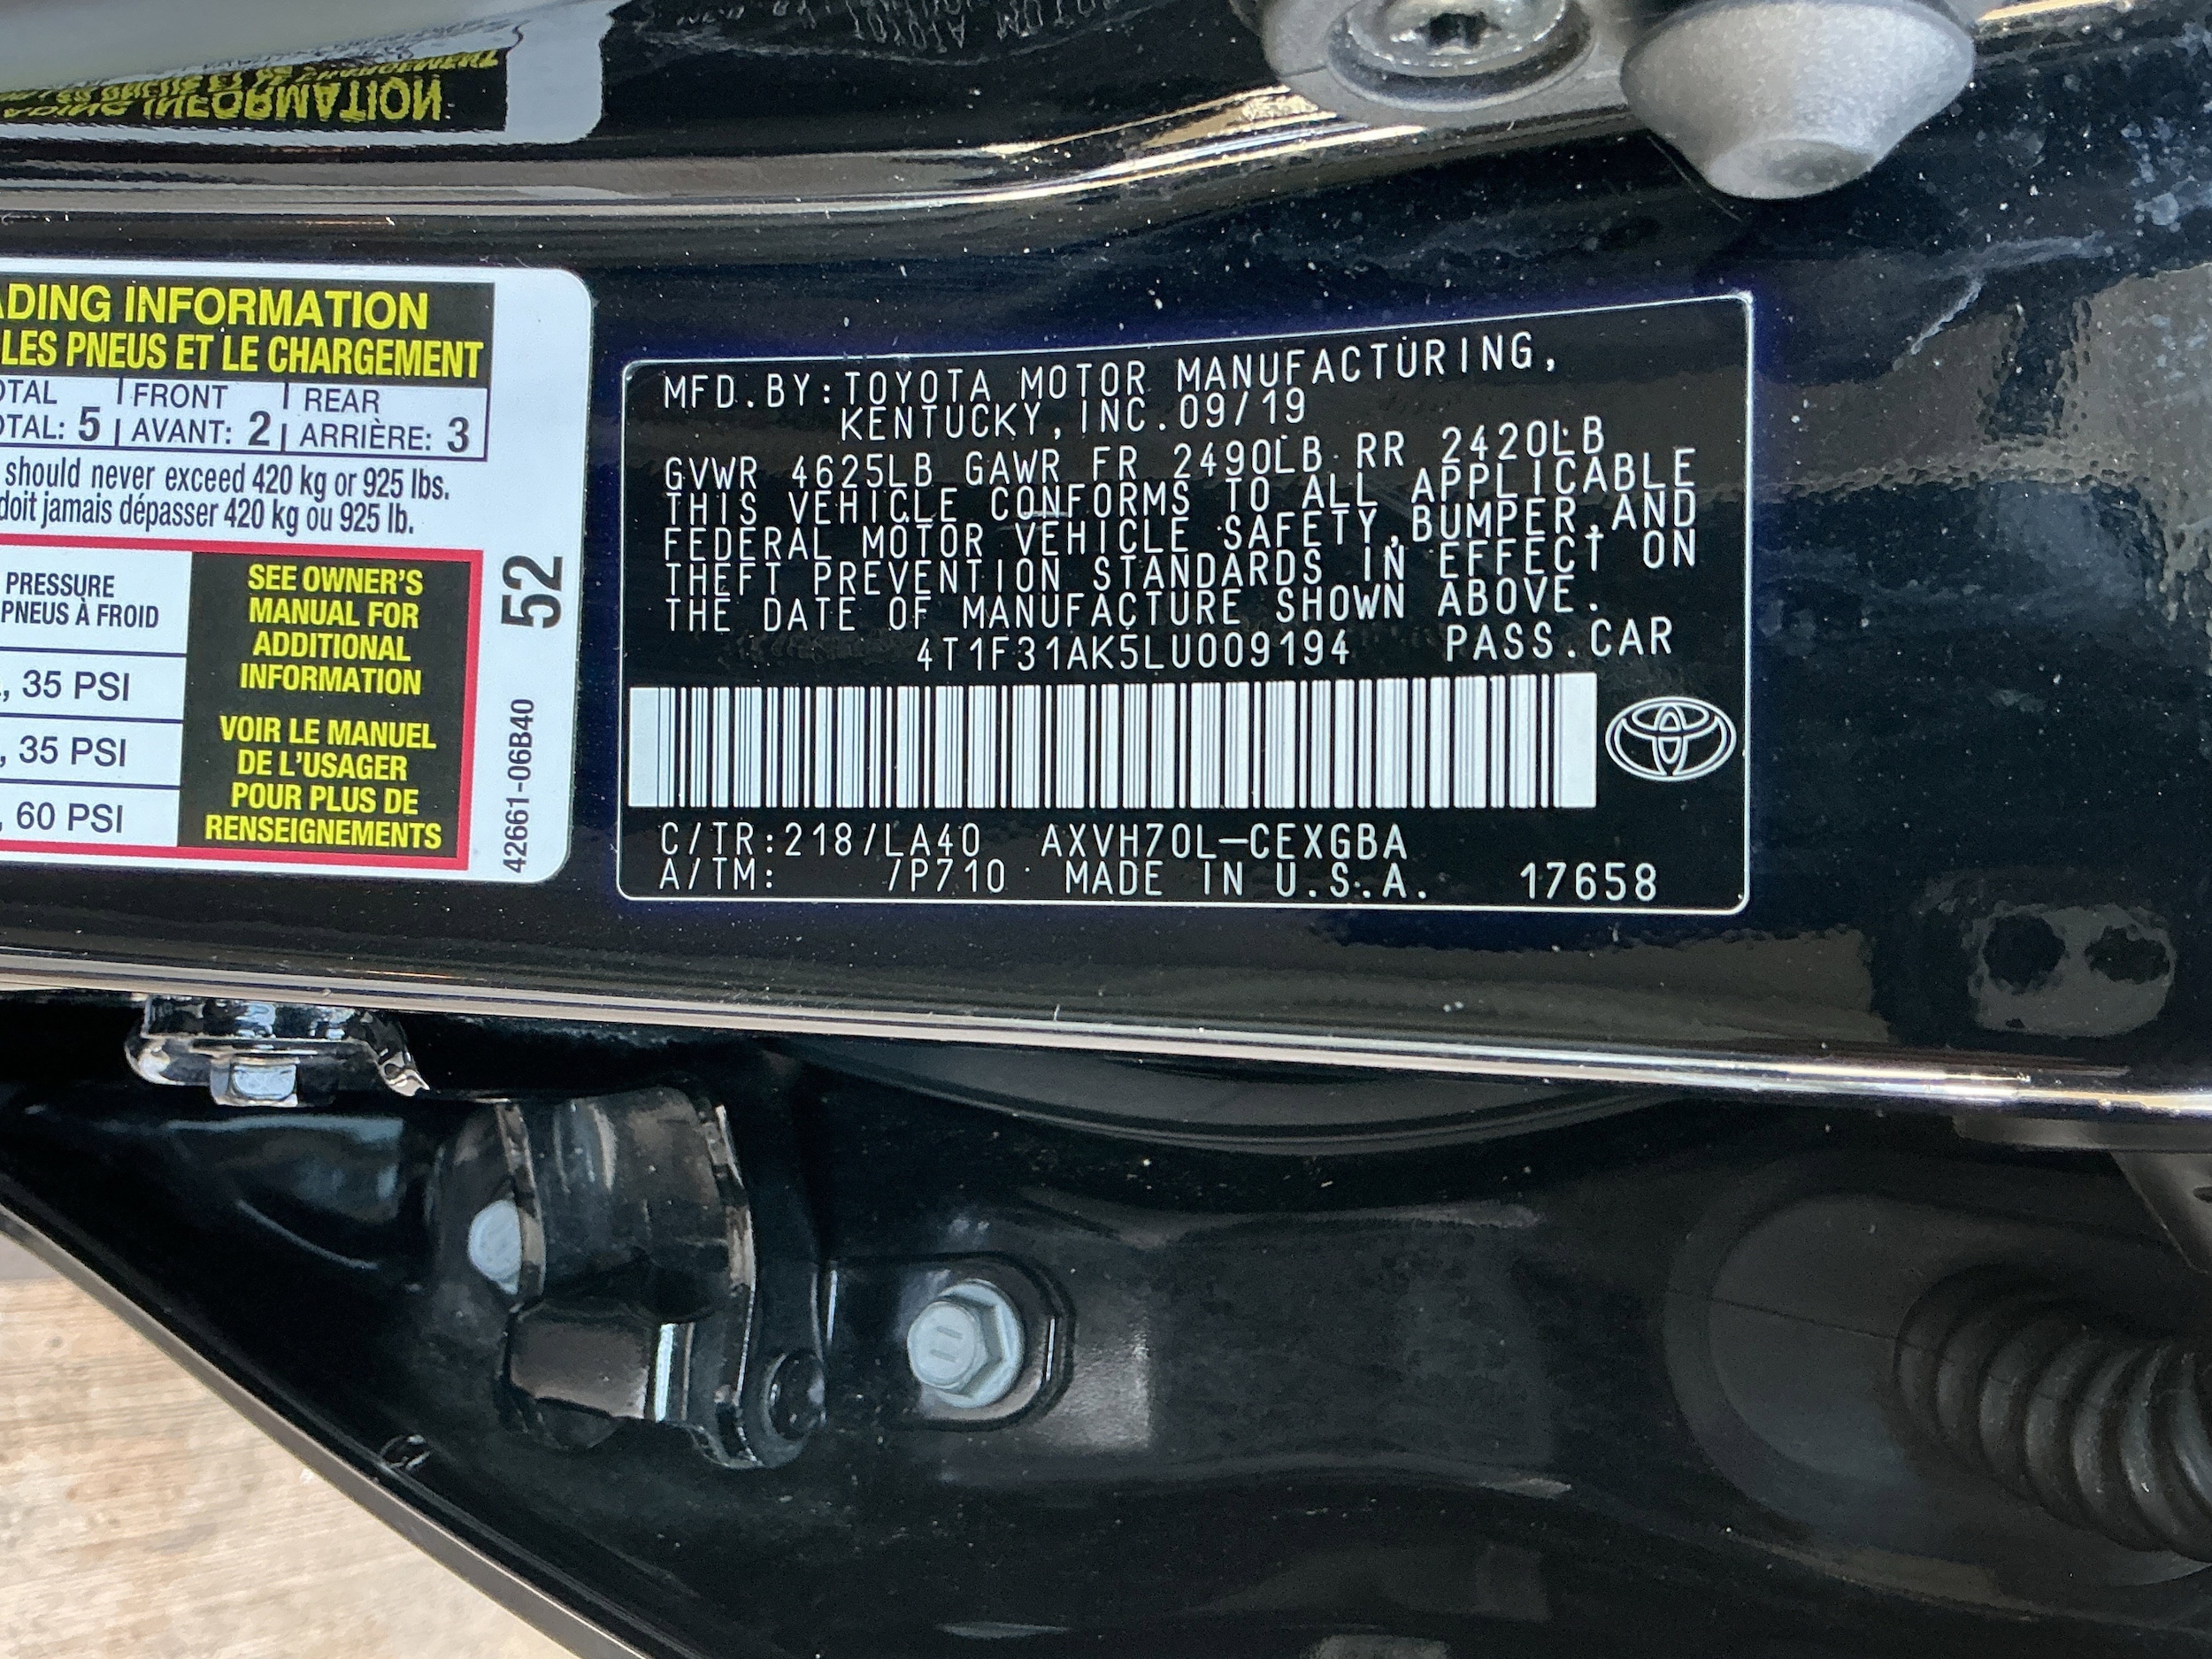 ADING INFORMATION
LES PNEUS ET LE CHARGEMENT
OTAL FRONT REAR
OTAL: 5 AVANT: 2 ARRIÈRE: 3
should never exceed 420 kg or 925 lbs.
doit jamais dépasser 420 kg ou 925 lb.
PRESSURE
PNEUS À FROID
, 35 PSI
, 35 PSI
, 60 PSI
SEE OWNER'S
MANUAL FOR
ADDITIONAL
INFORMATION
VOIR LE MANUEL
DE L'USAGER
POUR PLUS DE
RENSEIGNEMENTS
52
42661-06B40
MFD.BY:TOYOTA MOTOR MANUFACTURING,
KENTUCKY, INC.09/19
GVWR 4625LB GAWR FR 2490LB RR 2420LB
THIS VEHICLE CONFORMS TO ALL APPLICABLE
FEDERAL MOTOR VEHICLE SAFETY,BUMPER,AND
THEFT PREVENTION STANDARDS IN EFFECT ON
THE DATE OF MANUFACTURE SHOWN ABOVE.
4T1F31AK5LU009194 PASS.CAR
C/TR:218/LA40 AXVH70L-CEXGBA
A/TM: /P710 MADE IN U.S.A. 17658